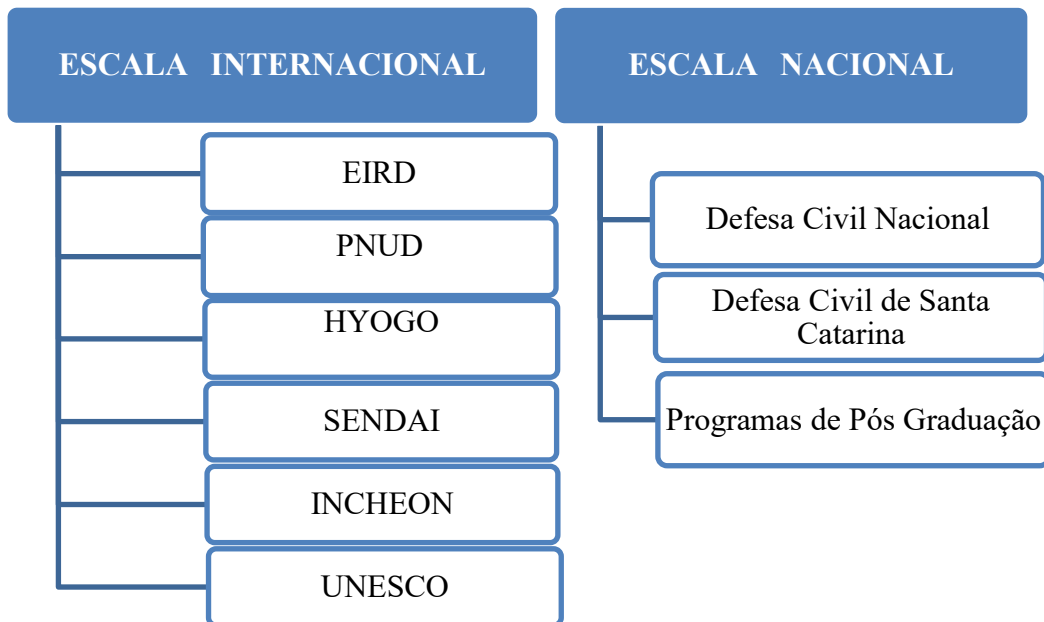 ESCALA INTERNACIONAL
EIRD
PNUD
HYOGO
SENDAI
INCHEON
UNESCO
ESCALA NACIONAL
Defesa Civil Nacional
Defesa Civil de Santa
Catarina
Programas de Pós Graduação